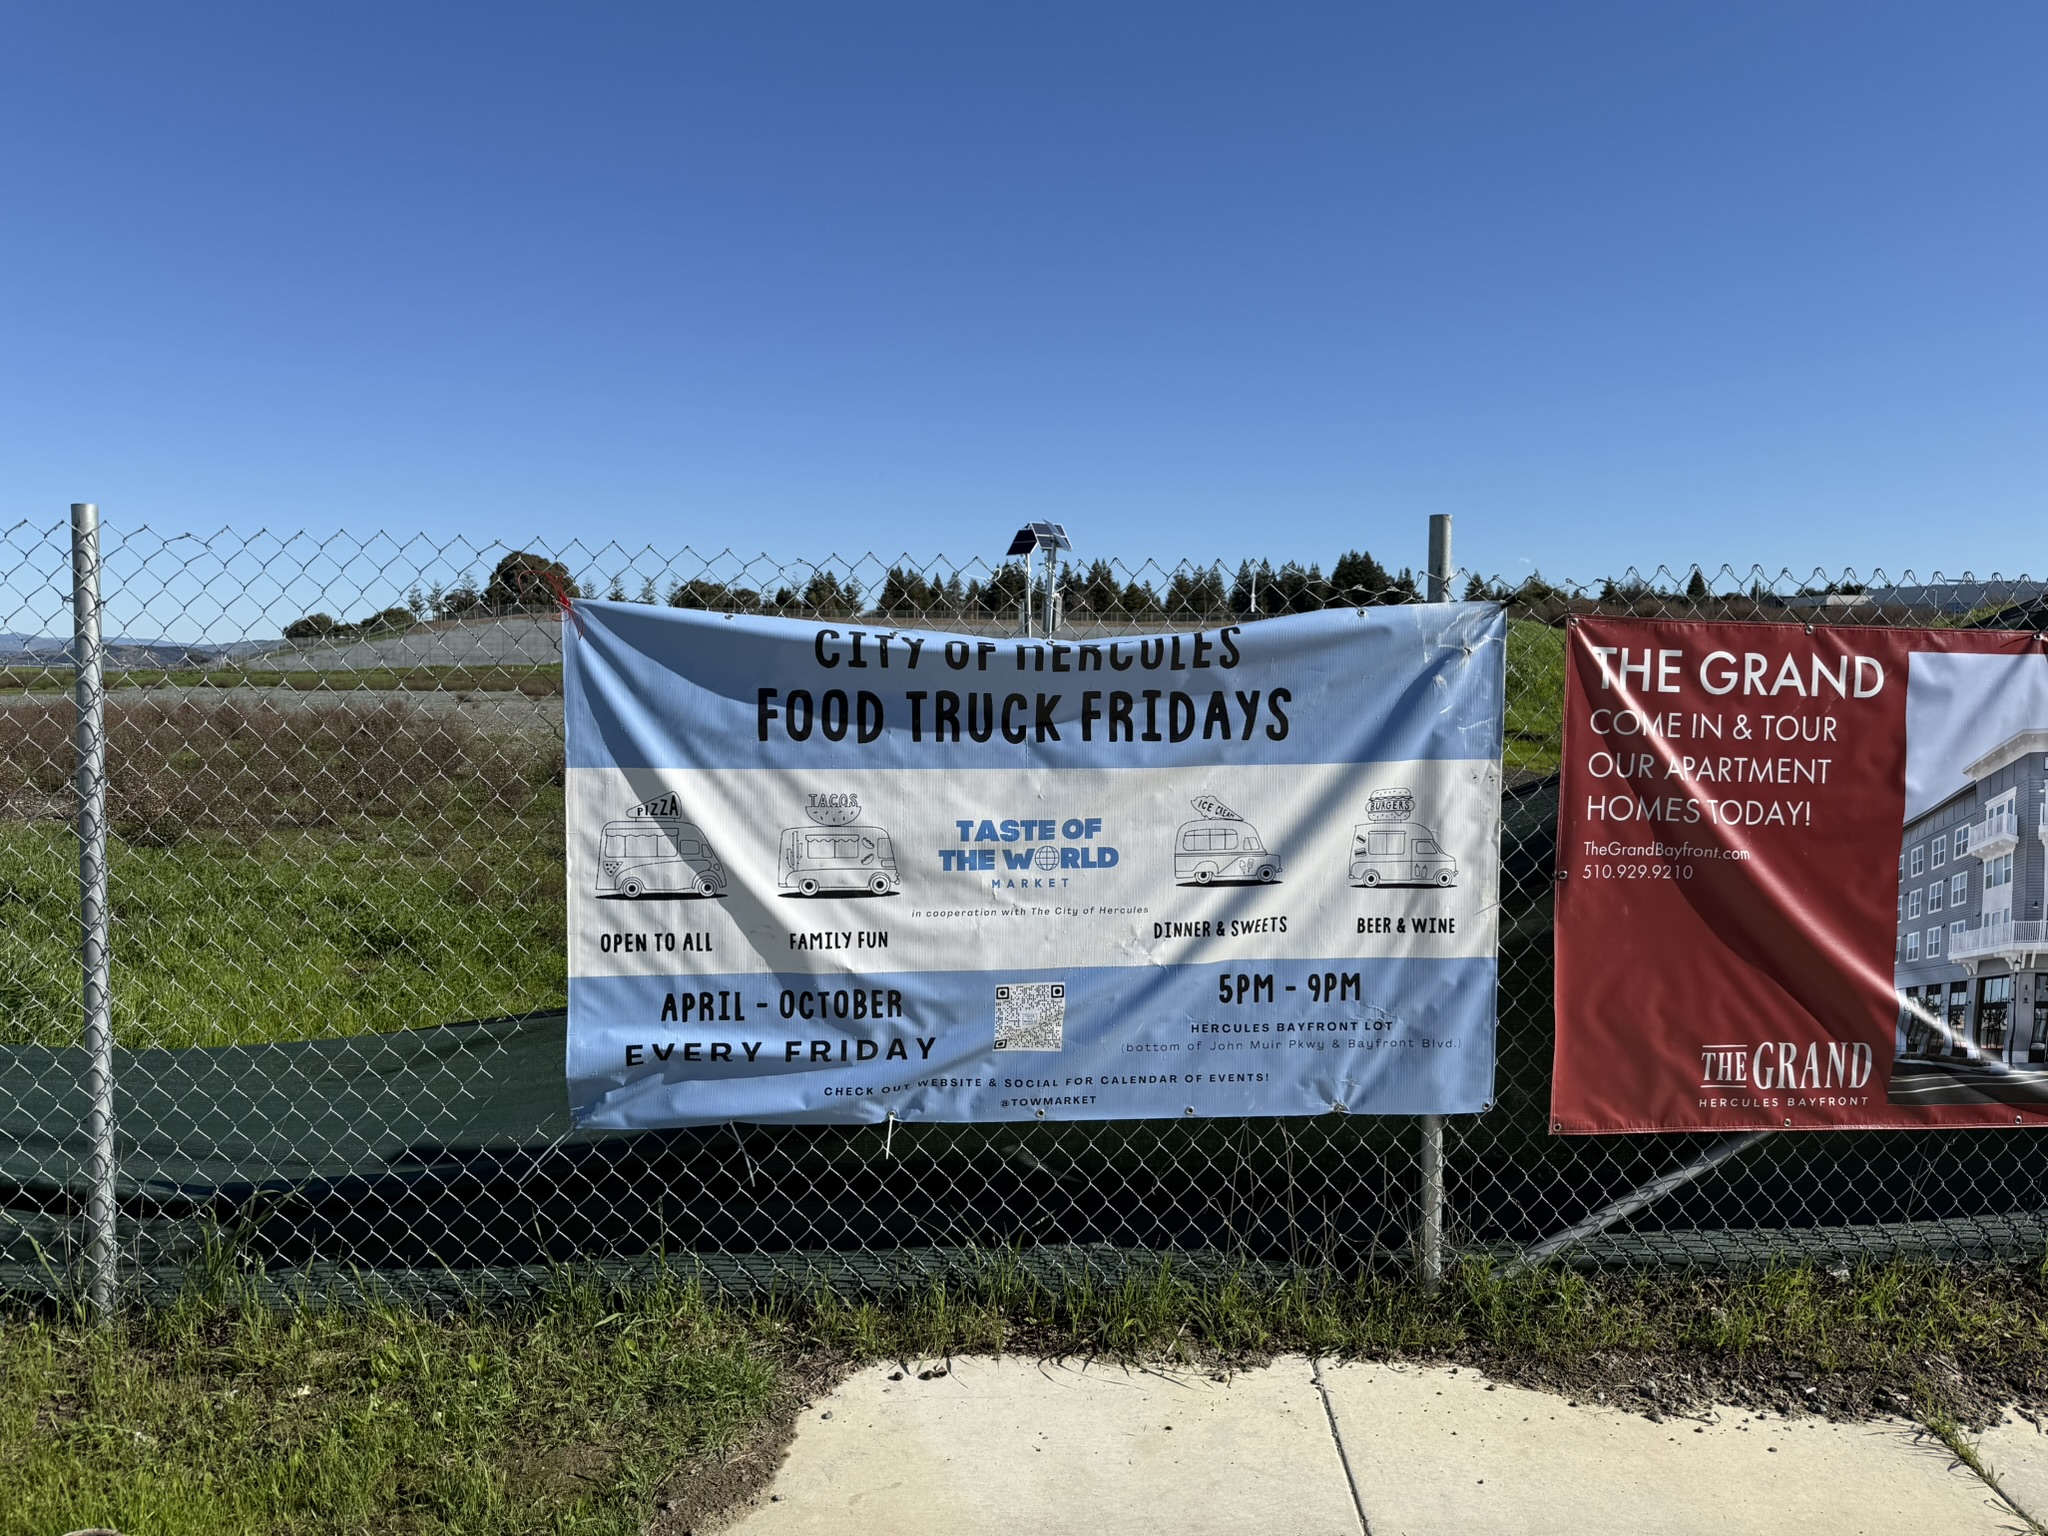 CITY OF HERCULES
FOOD TRUCK FRIDAYS
PIZZA
TACOS
ICE CREAM
BURGERS
TASTE OF
THE WORLD
MARKET
in cooperation with The City of Hercules
OPEN TO ALL
FAMILY FUN
DINNER & SWEETS
BEER & WINE
APRIL - OCTOBER
EVERY FRIDAY
5PM - 9PM
HERCULES BAYFRONT LOT
(bottom of John Muir Pkwy & Bayfront Blvd.)
CHECK OUT WEBSITE & SOCIAL FOR CALENDAR OF EVENTS!
@TOWMARKET
THE GRAND
COME IN & TOUR
OUR APARTMENT
HOMES TODAY!
TheGrandBayfront.com
510.929.9210
THE GRAND
HERCULES BAYFRONT